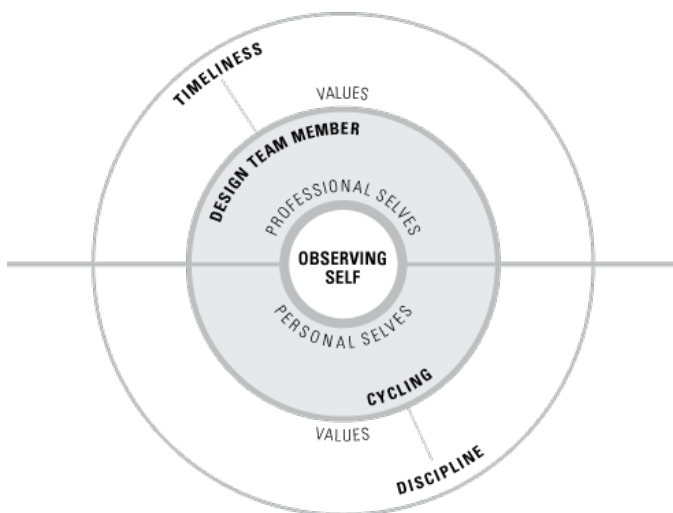 TIMELINESS
VALUES
DESIGN TEAM MEMBER
PROFESSIONAL SELVES
OBSERVING
SELF
PERSONAL SELVES
CYCLING
VALUES
DISCIPLINE